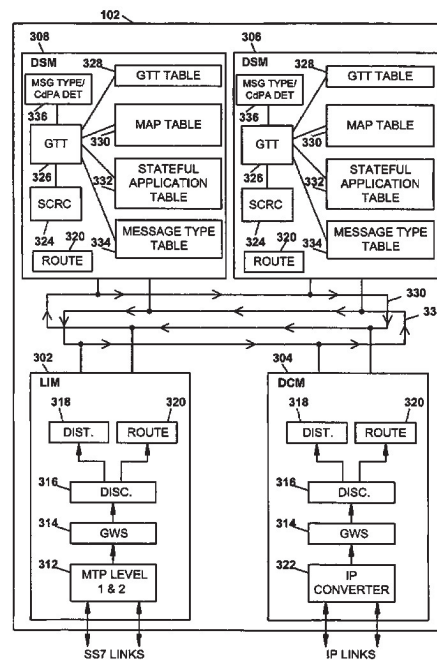 102
308
DSM
MSG TYPE/
CdPA DET
336
GTT
326
SCRC
324
320
ROUTE
328
GTT TABLE
330
MAP TABLE
332
STATEFUL
APPLICATION
TABLE
334
MESSAGE TYPE
TABLE
306
DSM
MSG TYPE/
CdPA DET
336
GTT
326
SCRC
324
320
ROUTE
328
GTT TABLE
330
MAP TABLE
332
STATEFUL
APPLICATION
TABLE
334
MESSAGE TYPE
TABLE
330
302
LIM
318
DIST.
320
ROUTE
316
DISC.
314
GWS
312
MTP LEVEL
1 & 2
SS7 LINKS
304
DCM
318
DIST.
320
ROUTE
316
DISC.
314
GWS
322
IP
CONVERTER
IP LINKS